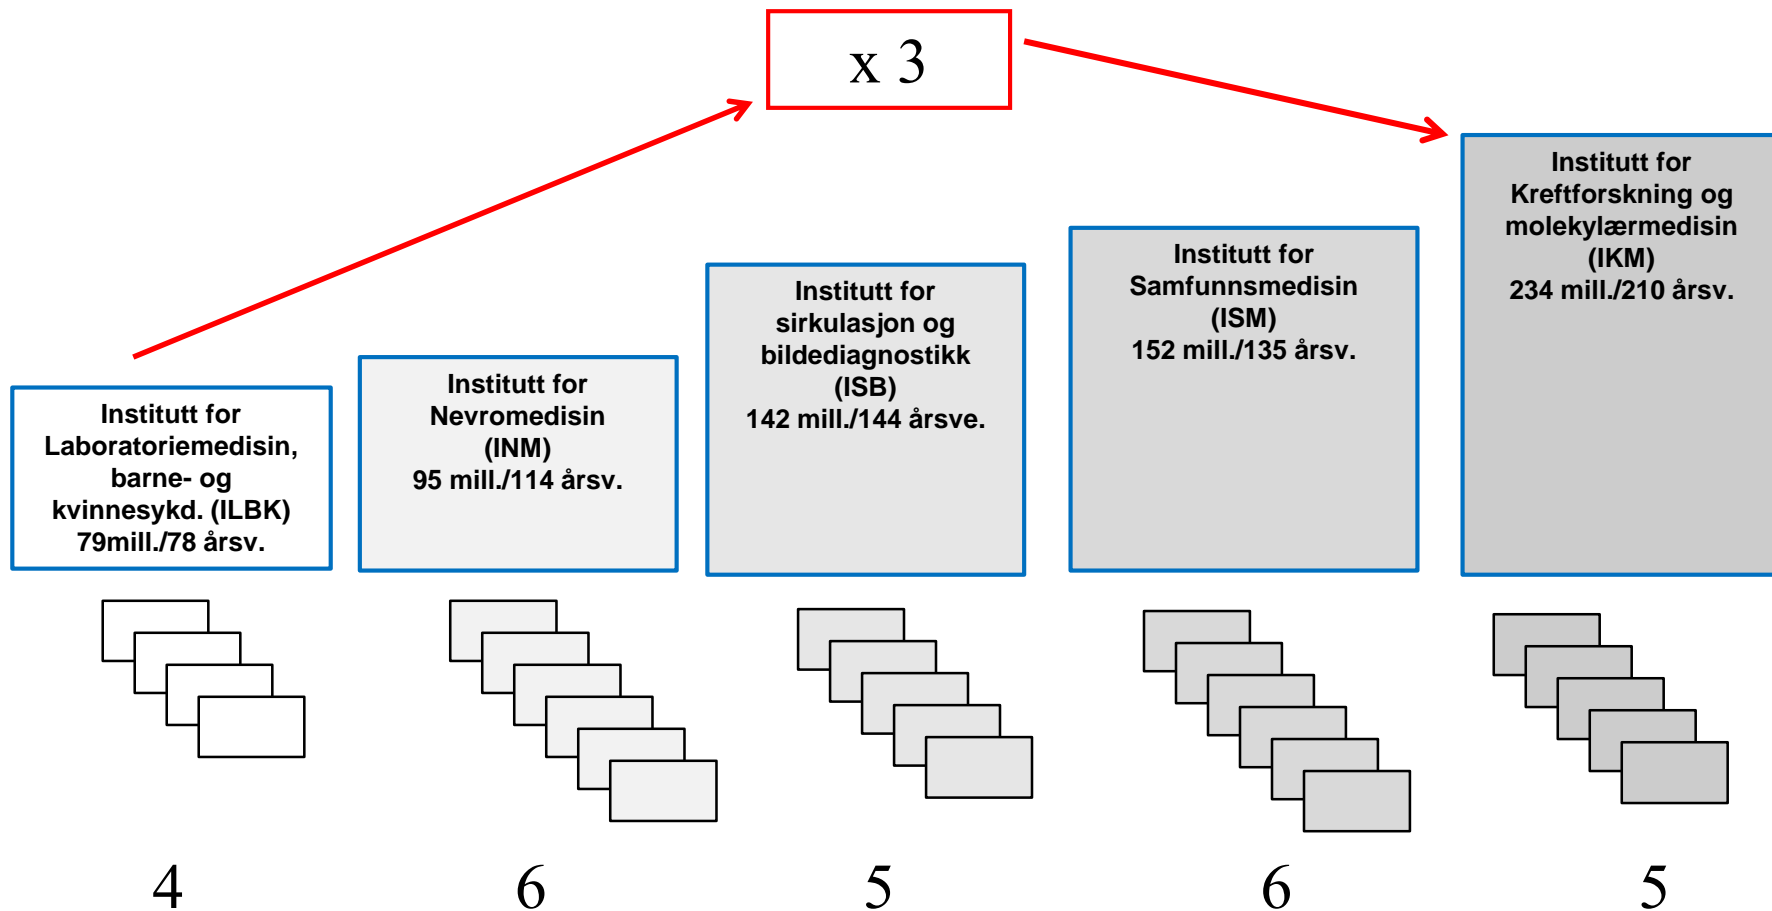 x 3
Institutt for
Laboratoriemedisin,
barne- og
kvinnesykd. (ILBK)
79mill./78 årsv.
Institutt for
Nevromedisin
(INM)
95 mill./114 årsv.
Institutt for
sirkulasjon og
bildediagnostikk
(ISB)
142 mill./144 årsve.
Institutt for
Samfunnsmedisin
(ISM)
152 mill./135 årsv.
Institutt for
Kreftforskning og
molekylærmedisin
(IKM)
234 mill./210 årsv.
4
6
5
6
5